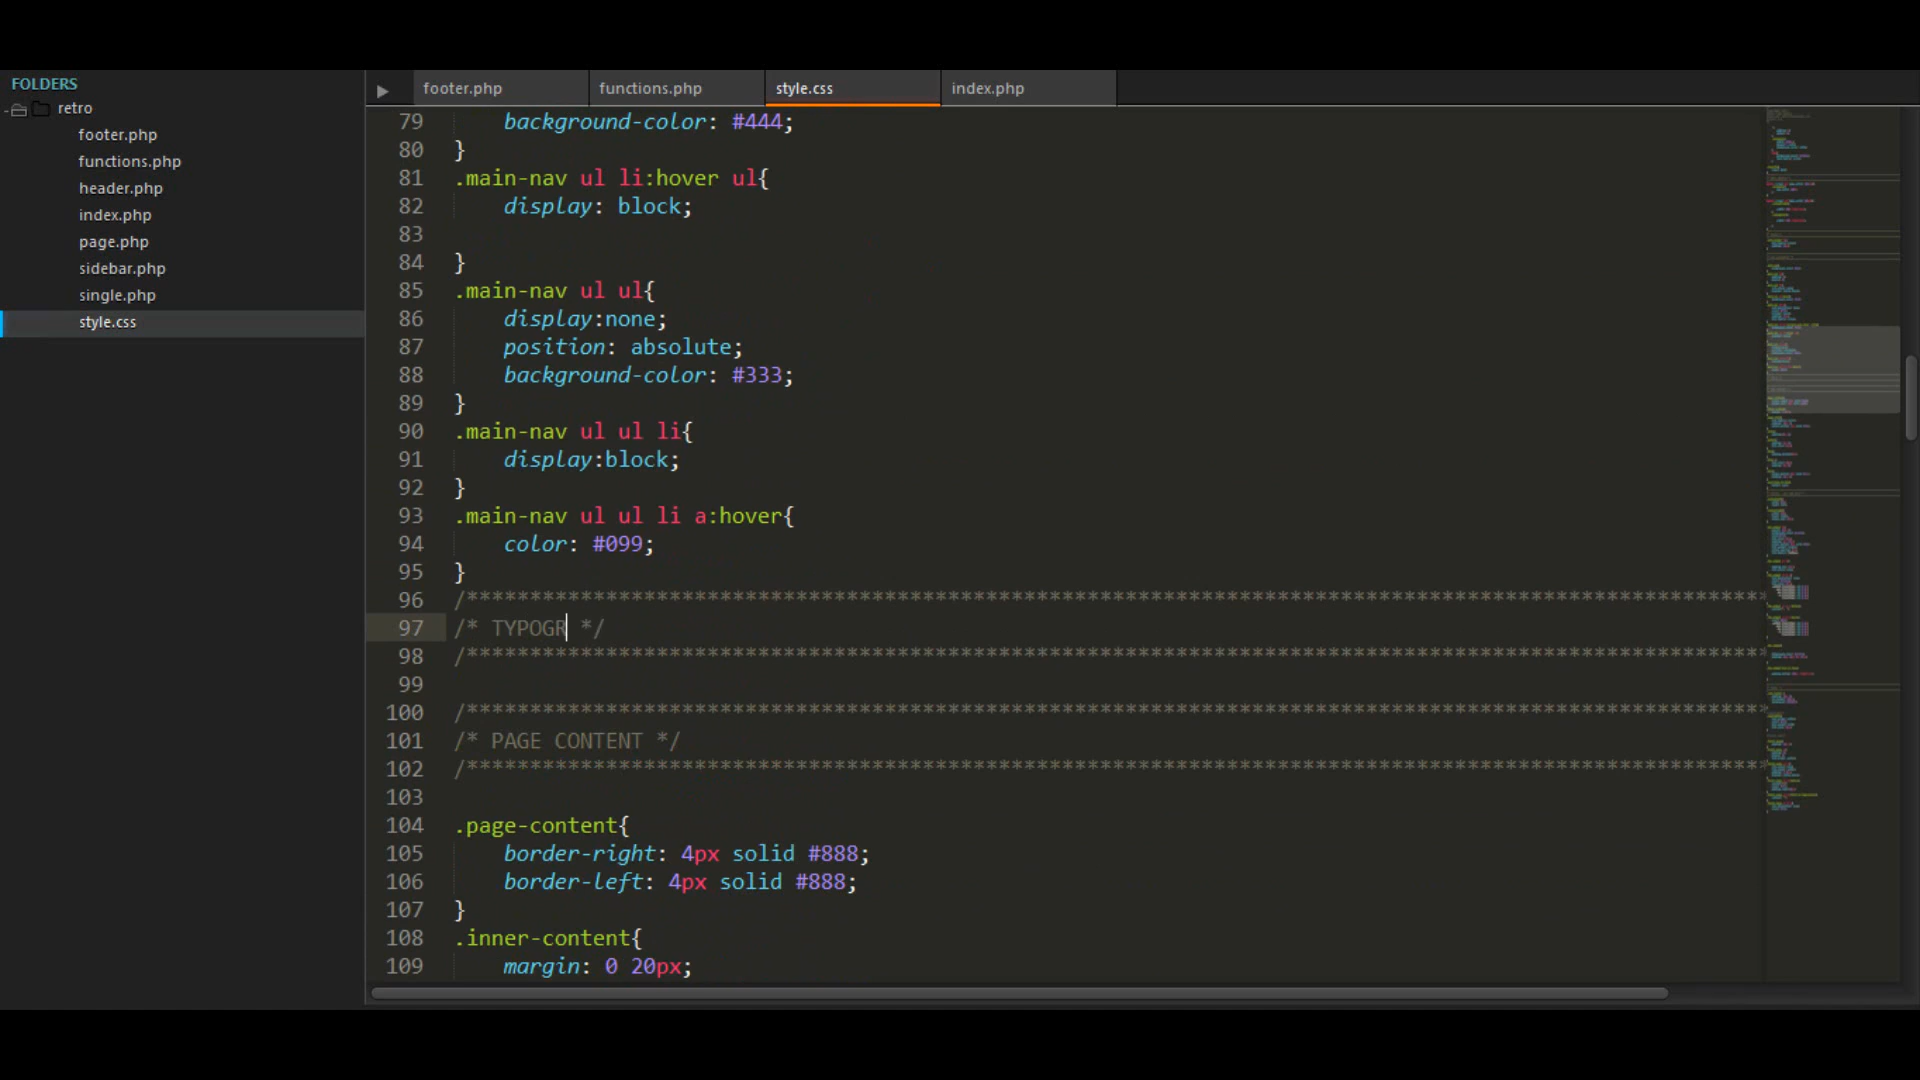 FOLDERS
retro
footer.php
functions.php
header.php
index.php
page.php
sidebar.php
single.php
style.css
footer.php functions.php style.css index.php
79 background-color: #444;
80 }
81 .main-nav ul li:hover ul{
82 display: block;
83
84 }
85 .main-nav ul ul{
86 display:none;
87 position: absolute;
88 background-color: #333;
89 }
90 .main-nav ul ul li{
91 display:block;
92 }
93 .main-nav ul ul li a:hover{
94 color: #099;
95 }
96 /*******************************************************************************************************
97 /* TYPOGR */
98 /*******************************************************************************************************
99
100 /*******************************************************************************************************
101 /* PAGE CONTENT */
102 /*******************************************************************************************************
103
104 .page-content{
105 border-right: 4px solid #888;
106 border-left: 4px solid #888;
107 }
108 .inner-content{
109 margin: 0 20px;